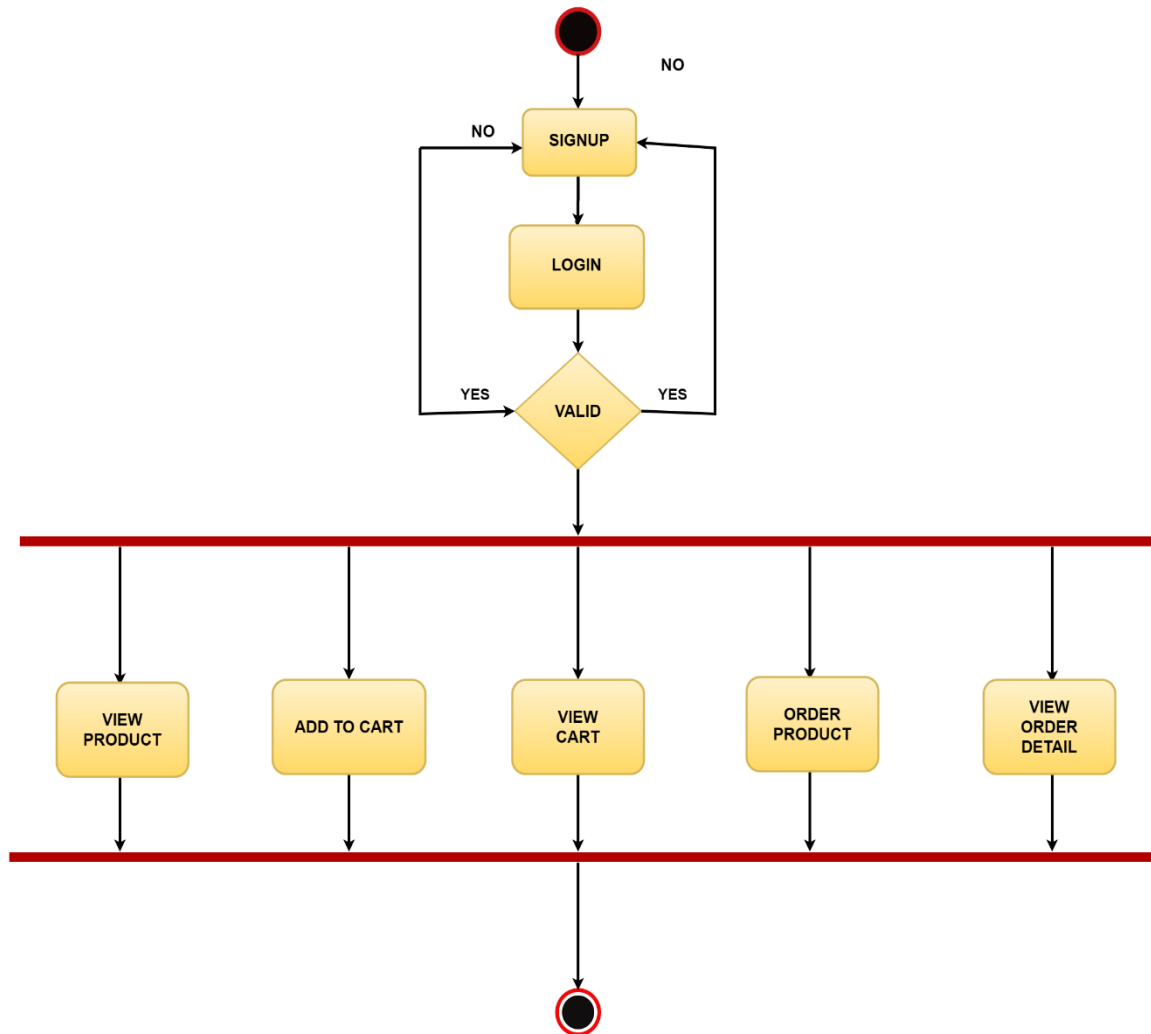 NO
NO
SIGNUP
LOGIN
YES
VALID
YES
VIEW
PRODUCT
ADD TO CART
VIEW
CART
ORDER
PRODUCT
VIEW
ORDER
DETAIL